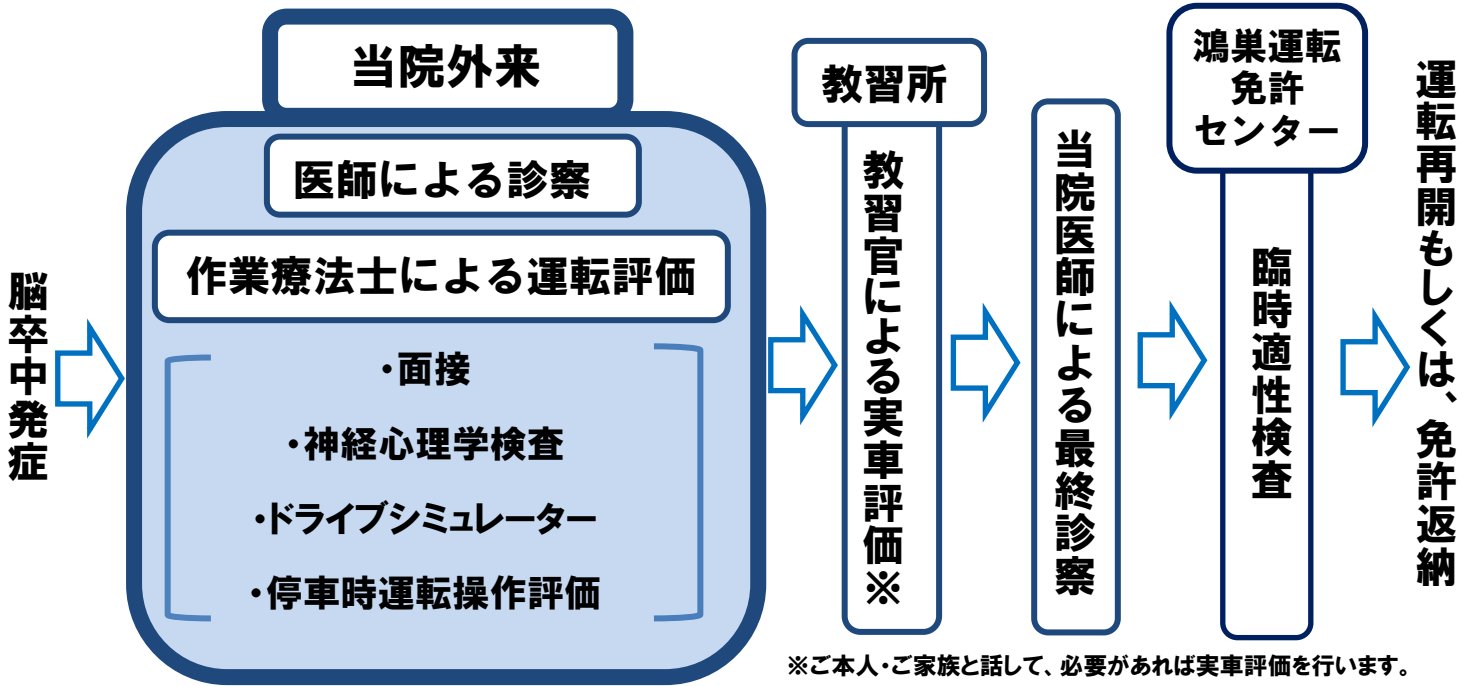 脳卒中発症
当院外来
医師による診察
作業療法士による運転評価
・面接
・神経心理学検査
・ドライブシミュレーター
・停車時運転操作評価
教習所
教習官による実車評価※
当院医師による最終診察
鴻巣運転
免許
センター
臨時適性検査
運転再開もしくは、免許返納
※ご本人・ご家族と話して、必要があれば実車評価を行います。